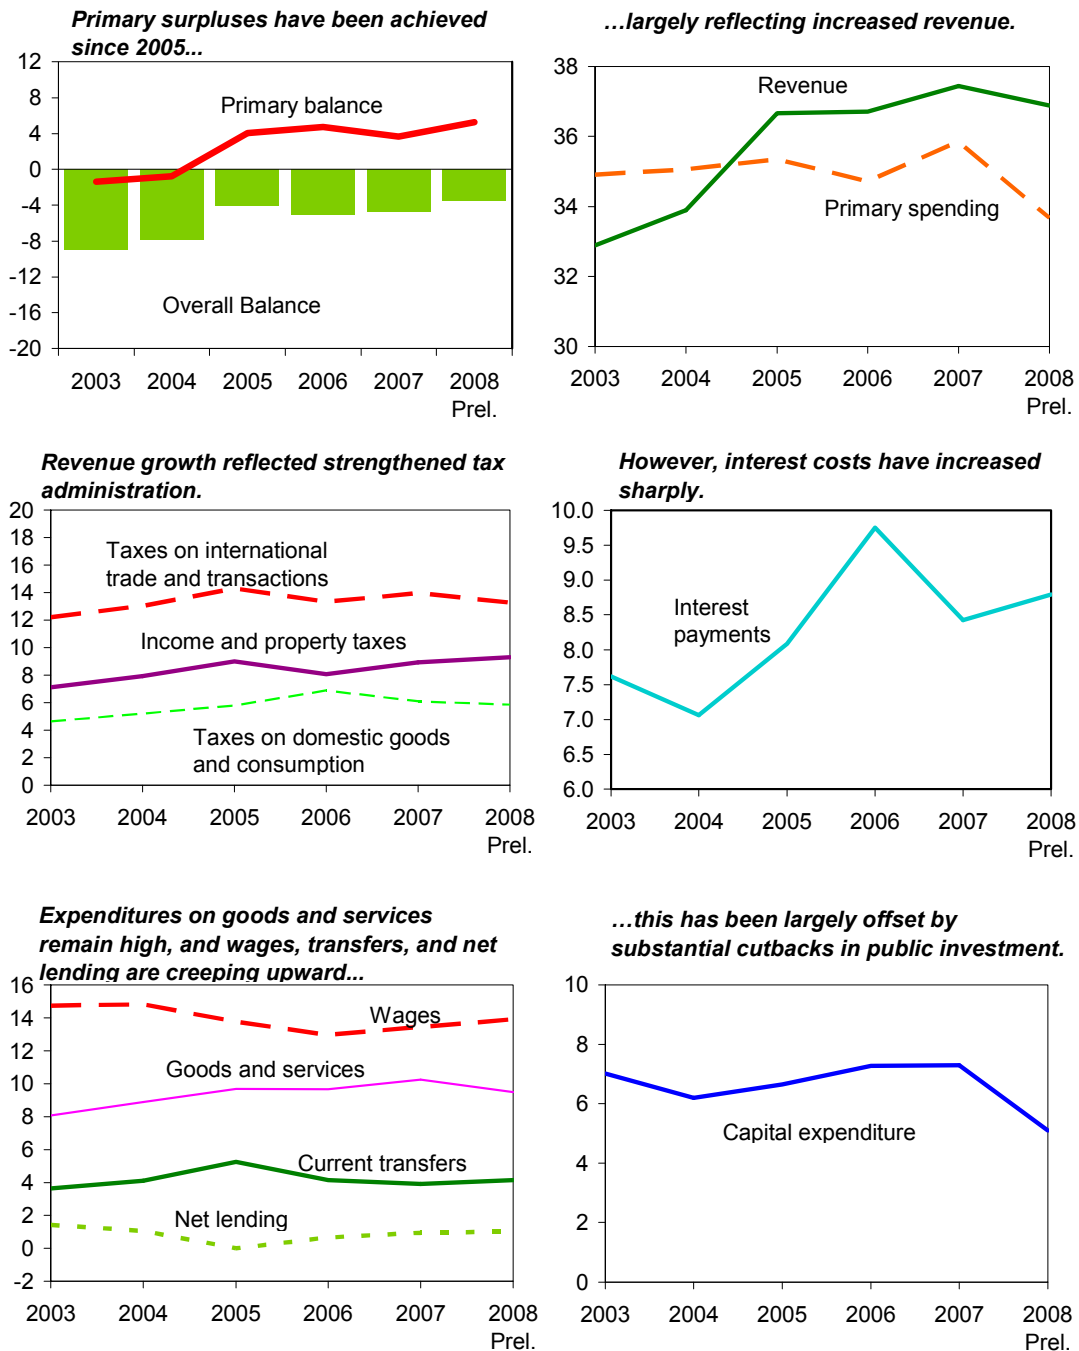 Primary surpluses have been achieved
since 2005...
12
8
4
0
-4
-8
-12
-16
-20
Primary balance
Overall Balance
2003 2004 2005 2006 2007 2008
Prel.
…largely reflecting increased revenue.
38
36
34
32
30
Revenue
Primary spending
2003 2004 2005 2006 2007 2008
Prel.
Revenue growth reflected strengthened tax
administration.
20
18
16
14
12
10
8
6
4
2
0
Taxes on international
trade and transactions
Income and property taxes
Taxes on domestic goods
and consumption
2003 2004 2005 2006 2007 2008
Prel.
However, interest costs have increased
sharply.
10.0
9.5
9.0
8.5
8.0
7.5
7.0
6.5
6.0
Interest
payments
2003 2004 2005 2006 2007 2008
Prel.
Expenditures on goods and services
remain high, and wages, transfers, and net
lending are creeping upward...
16
14
12
10
8
6
4
2
0
-2
Wages
Goods and services
Current transfers
Net lending
2003 2004 2005 2006 2007 2008
Prel.
…this has been largely offset by
substantial cutbacks in public investment.
10
8
6
4
2
0
Capital expenditure
2003 2004 2005 2006 2007 2008
Prel.